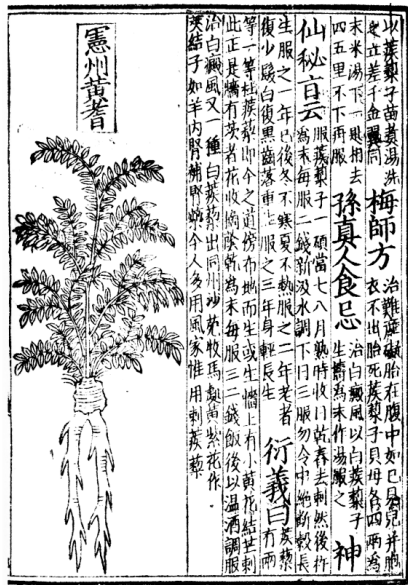 以蒺藜子苗煮湯洗
之立差千金翼同
梅師方
治難產礙胎在腹中如已見兒并胞
衣不出胎死蒺藜子貝母各四兩為
末米湯下一匙相去
四五里不下再服
孫真人食忌
治白癜風以白蒺藜子
生擣為末作湯服之
神
仙秘旨云
服蒺藜子一碩當七八月熟時收日乾舂去刺然後杵
為末每服二錢新汲水調下日三服勿令中絕斷穀長
生服之一年已後冬不寒夏不熱服之二年老者
復少髮白復黑齒落重生服之三年身輕長生
衍義曰
蒺藜
有兩
等一等杜蒺藜即今之道傍布地而生或生牆上有小黃花結芒刺
此正是牆有茨者花收摘陰乾為末每服三二錢飯後以溫酒調服
治白癜風又一種白蒺藜出同州沙苑牧馬處黃紫花作
莢結子如羊內腎補腎藥今人多用風家惟用刺蒺藜
憲州黃耆